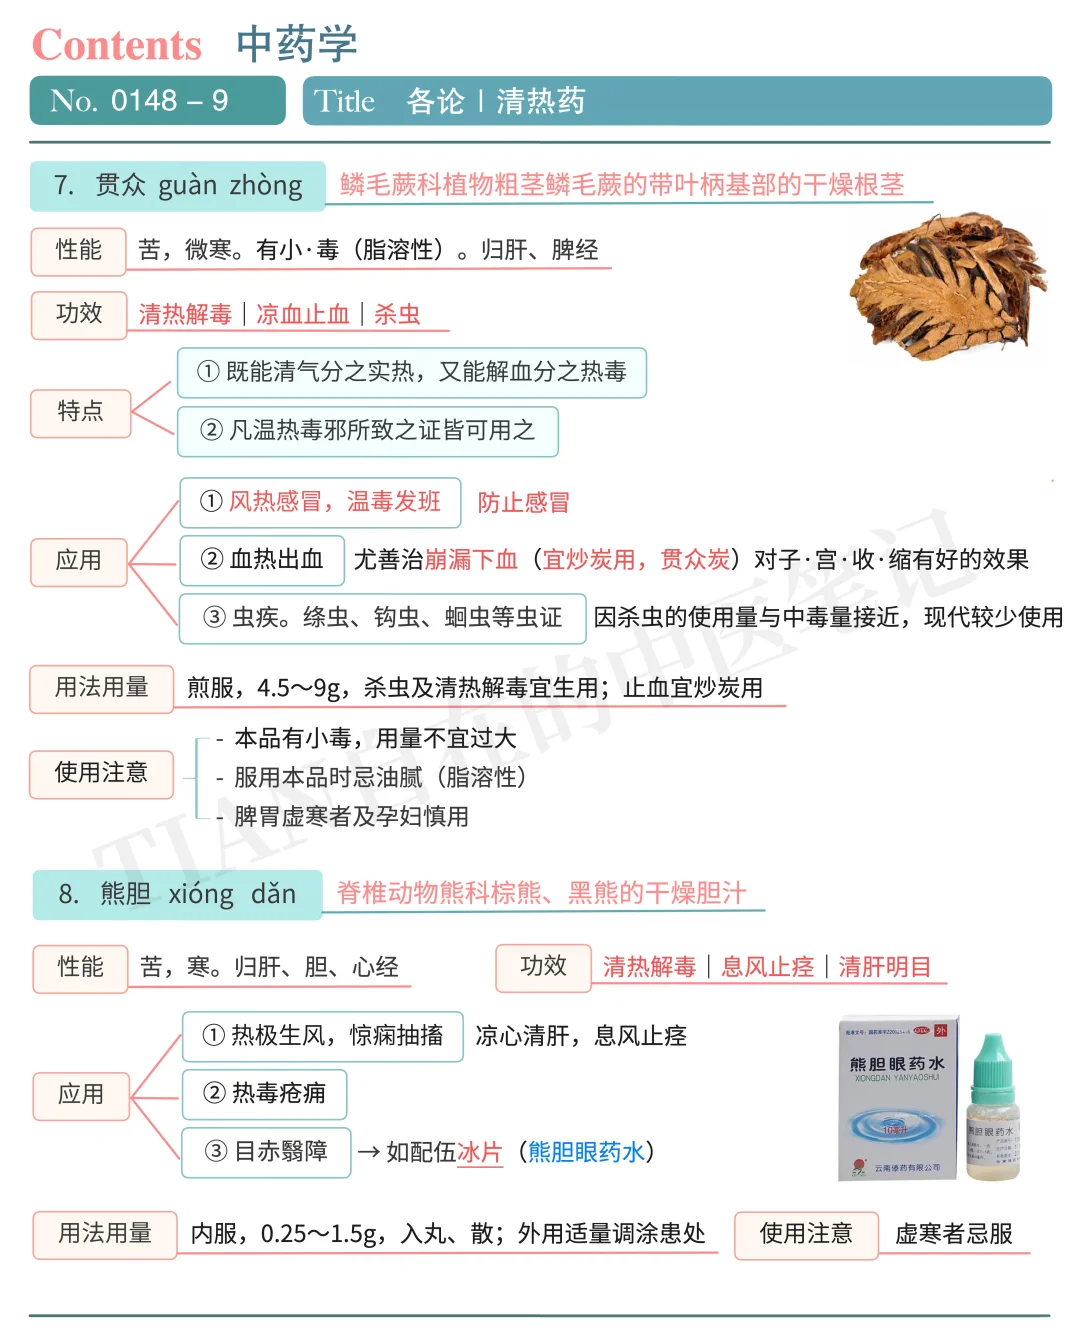 Contents 中药学
No. 0148 – 9 Title 各论 | 清热药
7. 贯众 guàn zhòng 鳞毛蕨科植物粗茎鳞毛蕨的带叶柄基部的干燥根茎
性能 苦，微寒。有小·毒（脂溶性）。归肝、脾经
功效 清热解毒｜凉血止血｜杀虫
特点
① 既能清气分之实热，又能解血分之热毒
② 凡温热毒邪所致之证皆可用之
应用
① 风热感冒，温毒发班 防止感冒
② 血热出血 尤善治崩漏下血（宜炒炭用，贯众炭）对子·宫·收·缩有好的效果
③ 虫疾。绦虫、钩虫、蛔虫等虫证 因杀虫的使用量与中毒量接近，现代较少使用
用法用量 煎服，4.5～9g，杀虫及清热解毒宜生用；止血宜炒炭用
使用注意
- 本品有小毒，用量不宜过大
- 服用本品时忌油腻（脂溶性）
- 脾胃虚寒者及孕妇慎用
TIAN自在的中医笔记
8. 熊胆 xióng dǎn 脊椎动物熊科棕熊、黑熊的干燥胆汁
性能 苦，寒。归肝、胆、心经 功效 清热解毒｜息风止痉｜清肝明目
应用
① 热极生风，惊痫抽搐 凉心清肝，息风止痉
② 热毒疮痈
③ 目赤翳障 → 如配伍冰片（熊胆眼药水）
OTC 外
熊胆眼药水
XIONGDAN YANYAOSHUI
10毫升
熊胆眼药水
用法用量 内服，0.25～1.5g，入丸、散；外用适量调涂患处 使用注意 虚寒者忌服